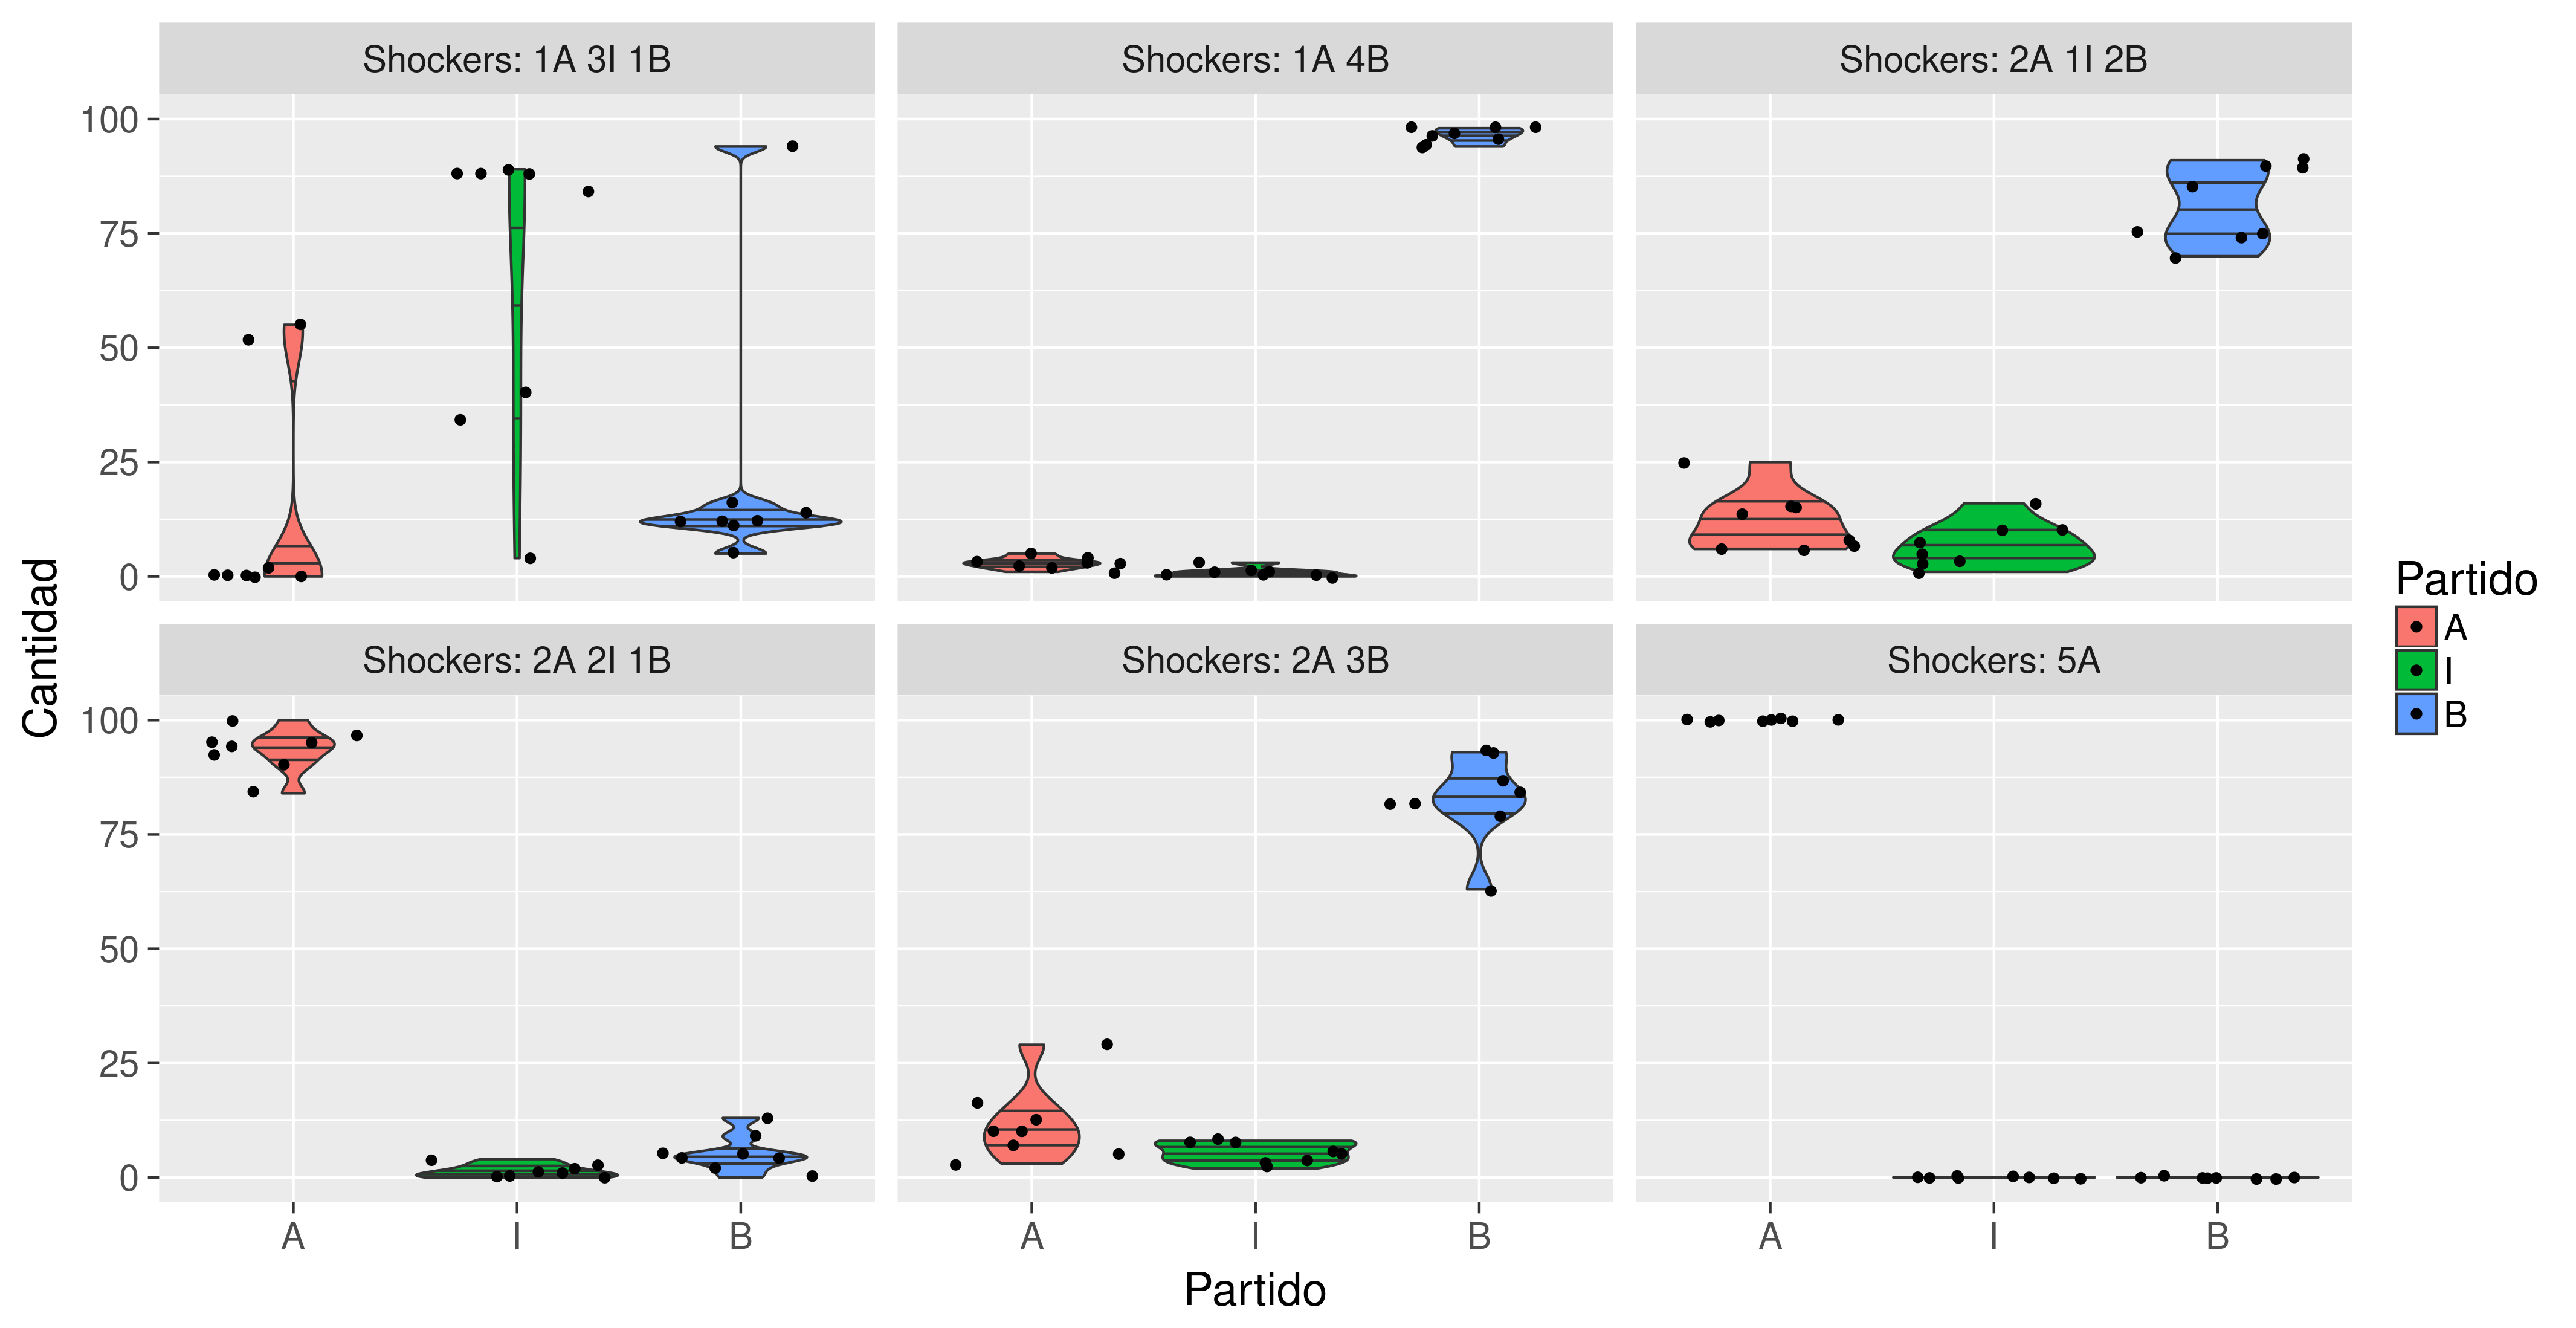 Shockers: 1A 3I 1B
Shockers: 1A 4B
Shockers: 2A 1I 2B
100
75
50
25
0
Shockers: 2A 2I 1B
Shockers: 2A 3B
Shockers: 5A
100
75
50
25
0
A I B
A I B
A I B
Partido
Cantidad
Partido
A
I
B